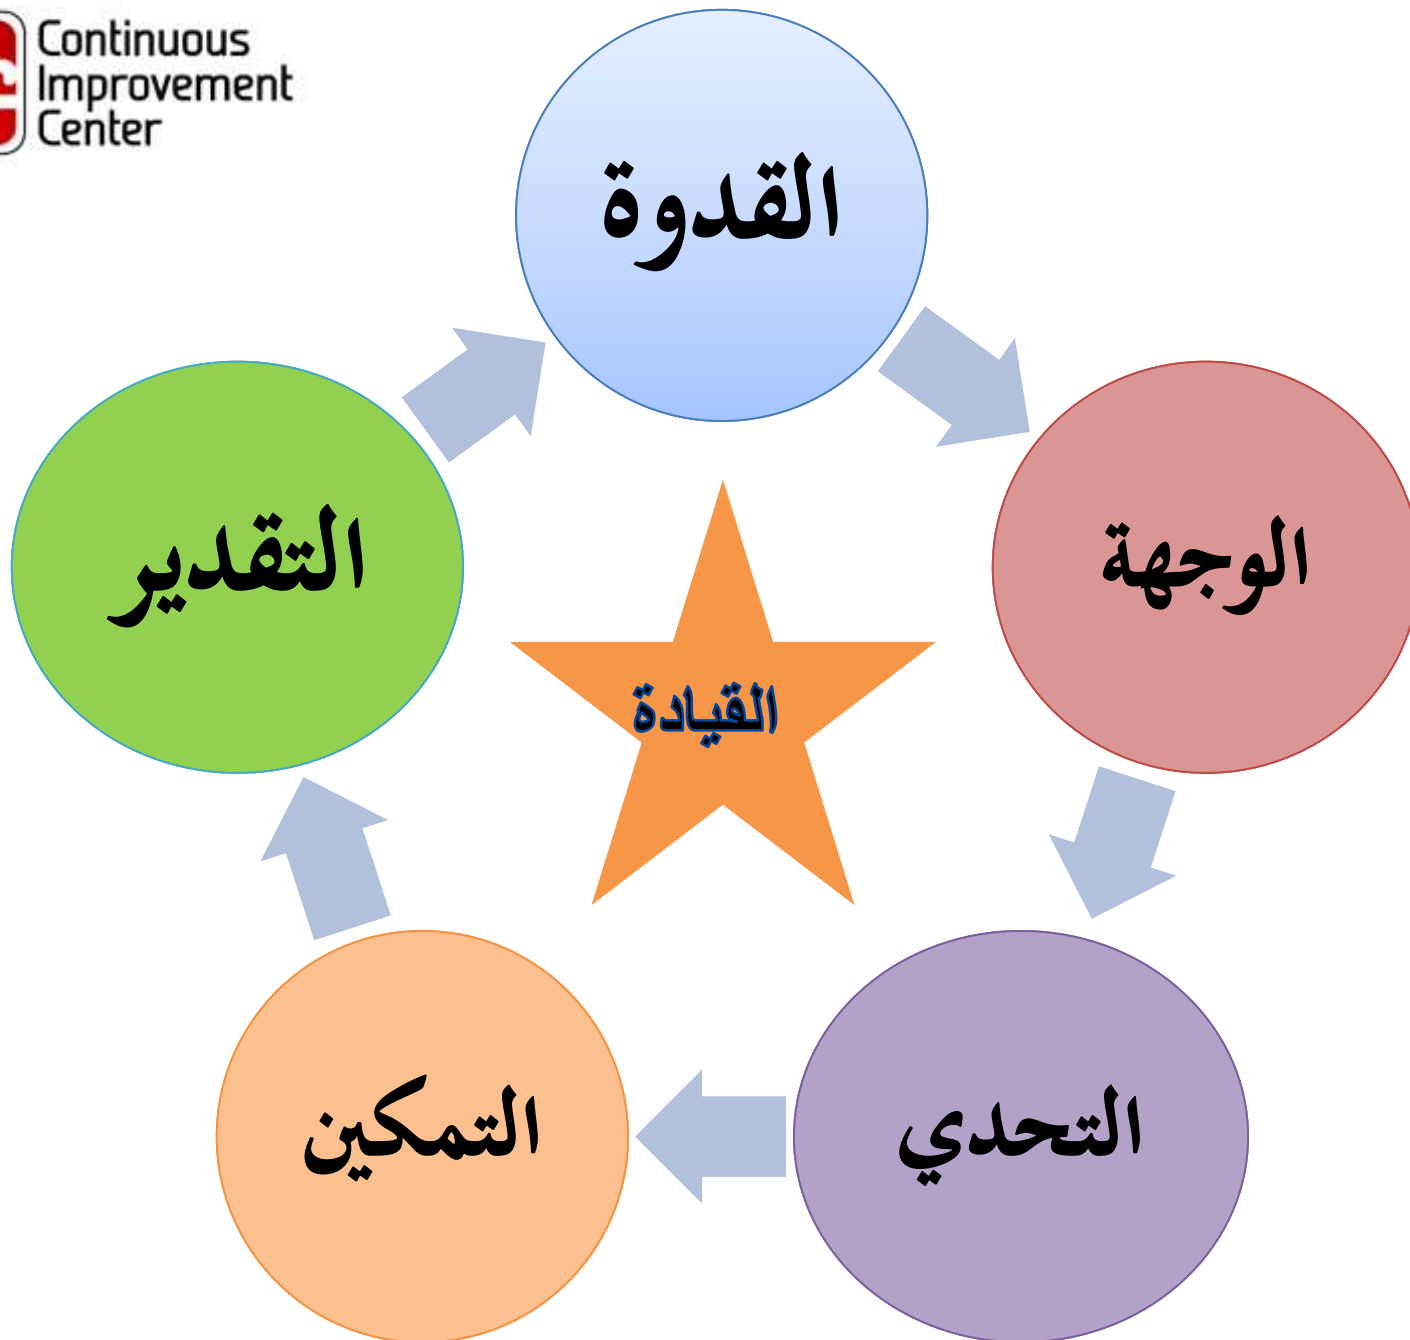 Continuous
Improvement
Center
القدوة
الوجهة
التحدي
التمكين
التقدير
القيادة